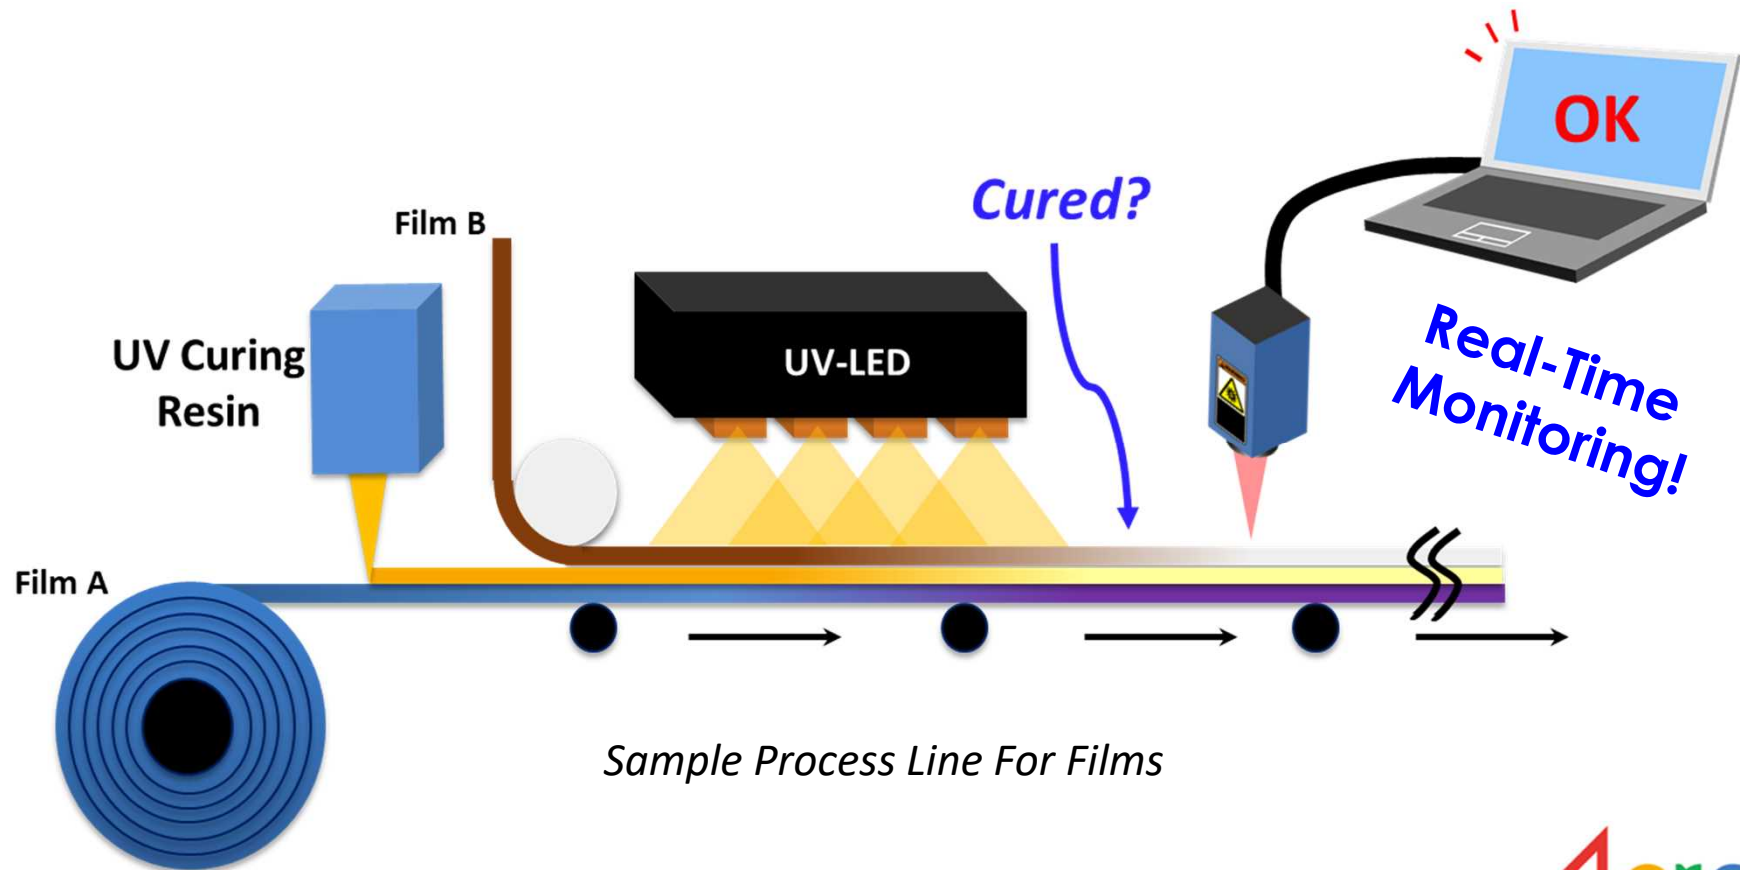 OK
Cured?
Film B
UV Curing
Resin
UV-LED
Real-Time
Monitoring!
Film A
Sample Process Line For Films